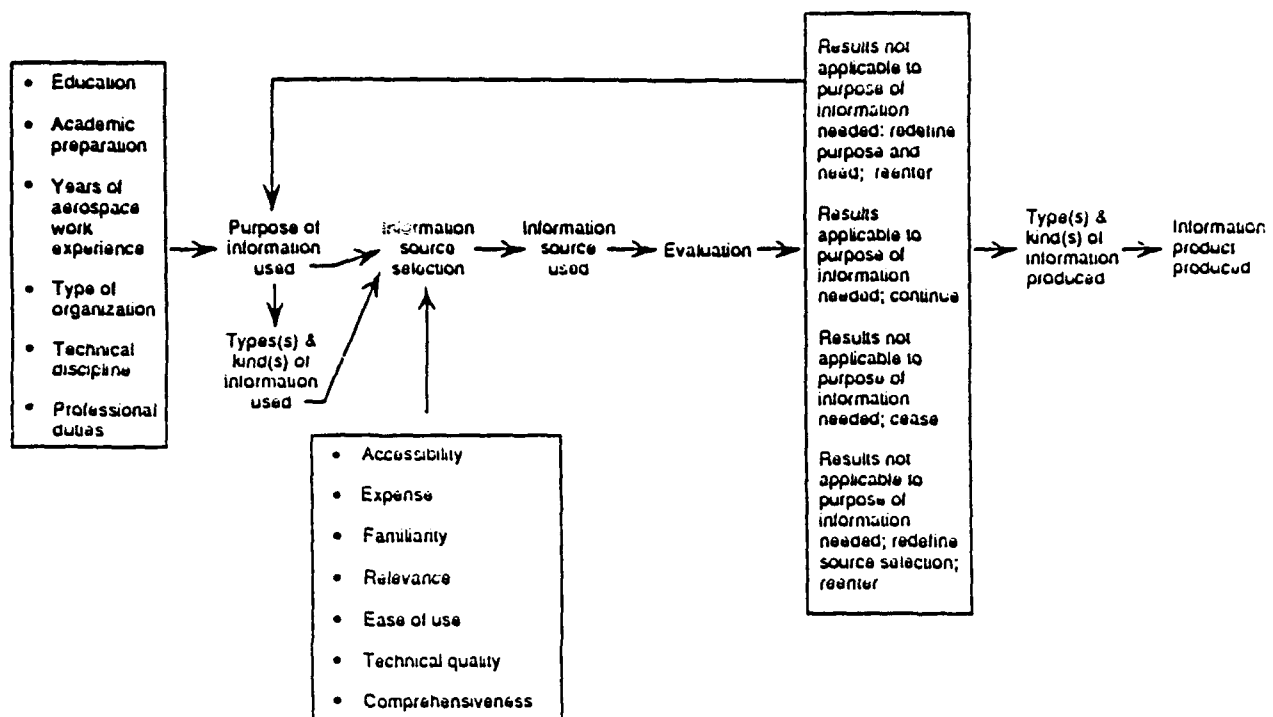 • Education
• Academic
preparation
• Years of
aerospace
work
experience
• Type of
organization
• Technical
discipline
• Professional
duties
Purpose of
information
used
Types(s) &
kind(s) of
information
used
Information
source
selection
• Accessibility
• Expense
• Familiarity
• Relevance
• Ease of use
• Technical quality
• Comprehensiveness
Information
source
used
Evaluation
Results not
applicable to
purpose of
information
needed: redefine
purpose and
need; reenter
Results
applicable to
purpose of
information
needed; continue
Results not
applicable to
purpose of
information
needed; cease
Results not
applicable to
purpose of
information
needed; redefine
source selection;
reenter
Type(s) &
kind(s) of
information
produced
Information
product
produced